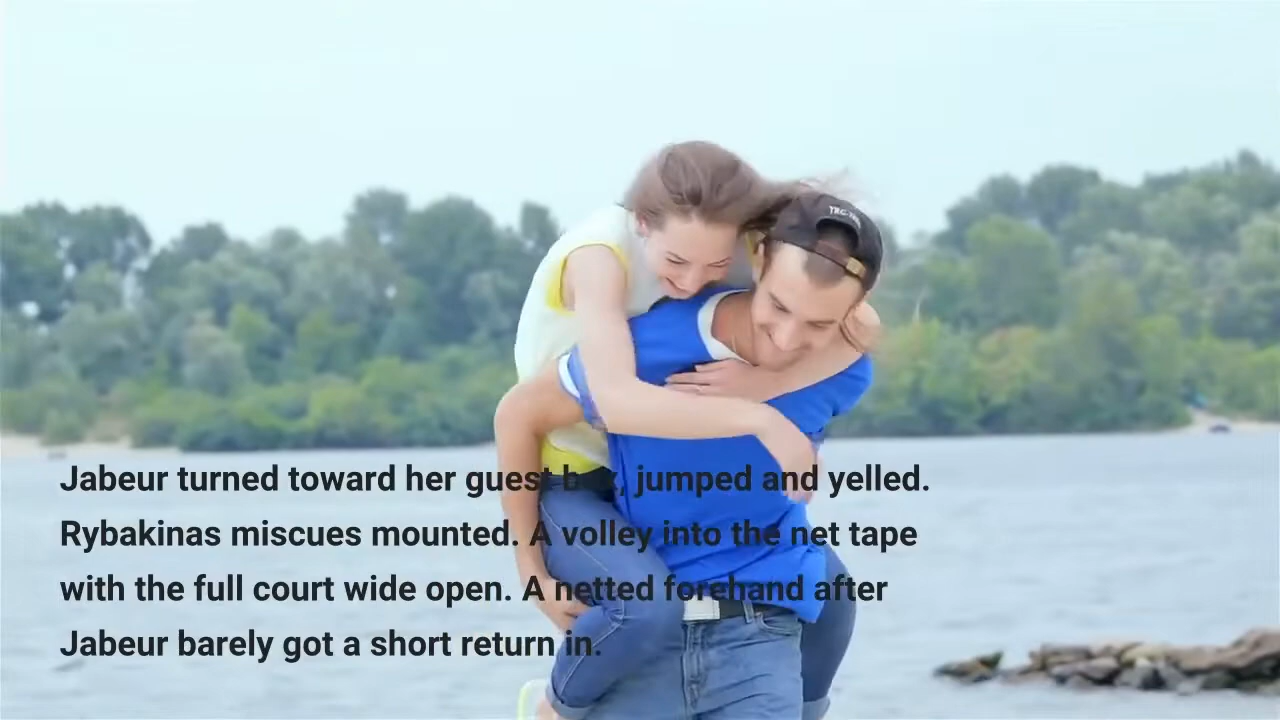 Jabeur turned toward her guest box, jumped and yelled.
Rybakinas miscues mounted. A volley into the net tape
with the full court wide open. A netted forehand after
Jabeur barely got a short return in.